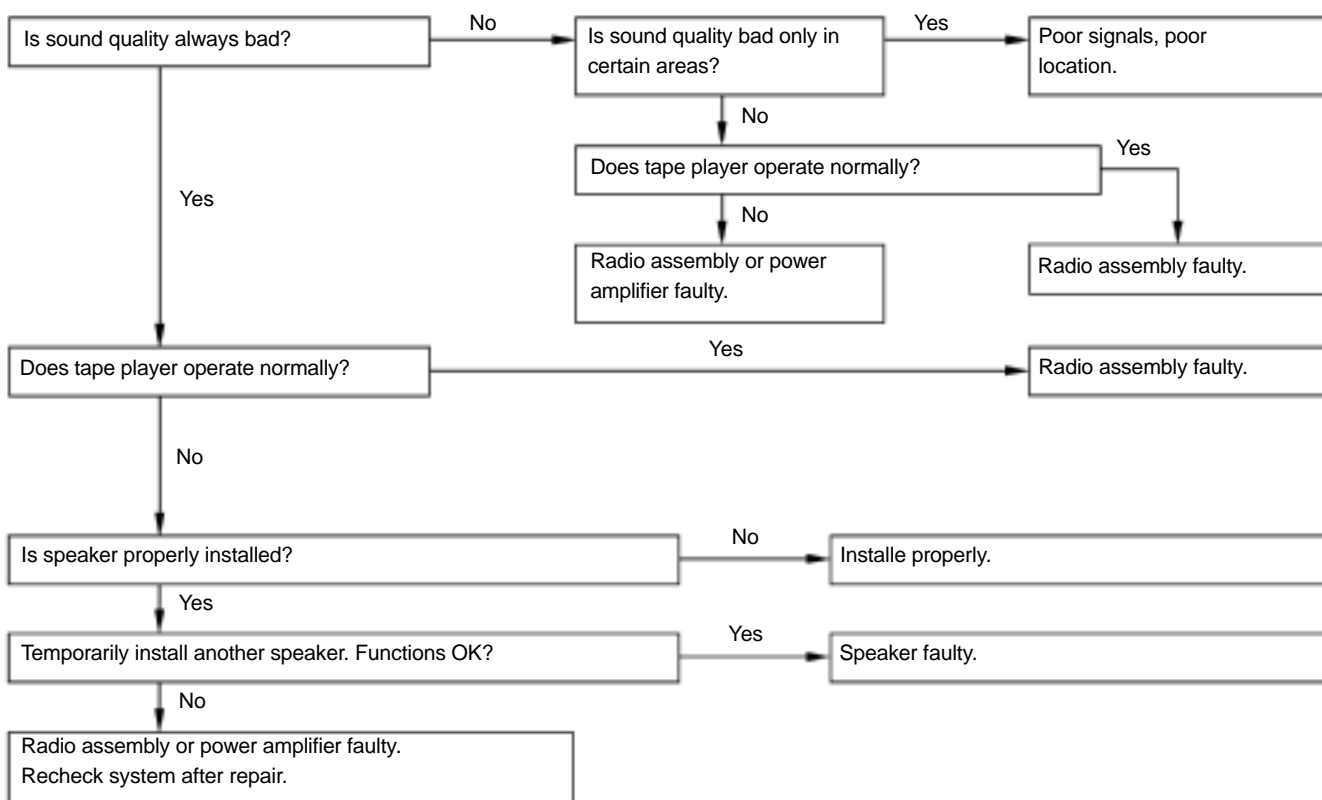 Is sound quality always bad?
No
Is sound quality bad only in
certain areas?
Yes
Poor signals, poor
location.
No
Does tape player operate normally?
Yes
Yes
No
Radio assembly or power
amplifier faulty.
Radio assembly faulty.
Does tape player operate normally?
Yes
Radio assembly faulty.
No
Is speaker properly installed?
No
Installe properly.
Yes
Temporarily install another speaker. Functions OK?
Yes
Speaker faulty.
No
Radio assembly or power amplifier faulty.
Recheck system after repair.